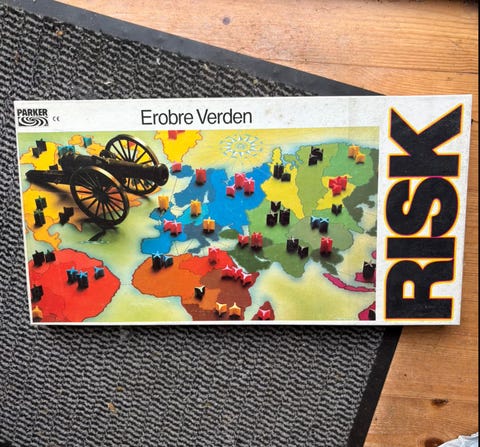 PARKER
CE
Erobre Verden
RISK